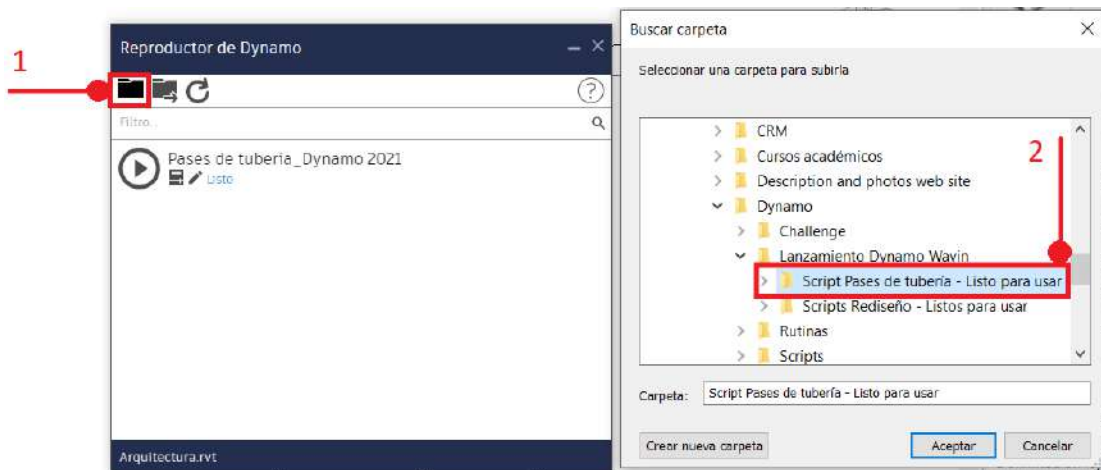 1
Reproductor de Dynamo
Filtro...
Pases de tubería_Dynamo 2021
Listo
Arquitectura.rvt
Buscar carpeta
Seleccionar una carpeta para subirla
2
CRM
Cursos académicos
Description and photos web site
Dynamo
Challenge
Lanzamiento Dynamo Wavin
Script Pases de tubería - Listo para usar
Scripts Rediseño - Listos para usar
Rutinas
Scripts
Carpeta: Script Pases de tubería - Listo para usar
Crear nueva carpeta Aceptar Cancelar